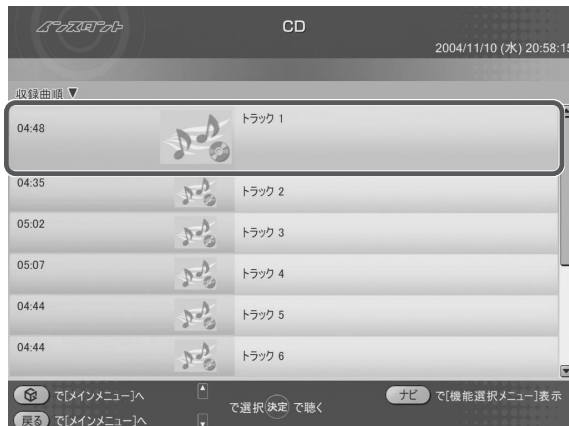 インスタント
CD
2004/11/10 (水) 20:58:15
収録曲順▼
04:48 トラック 1
04:35 トラック 2
05:02 トラック 3
05:07 トラック 4
04:44 トラック 5
04:44 トラック 6
で[メインメニュー]へ
で選択 決定 で聴く
ナビ で[機能選択メニュー]表示
戻る で[メインメニュー]へ